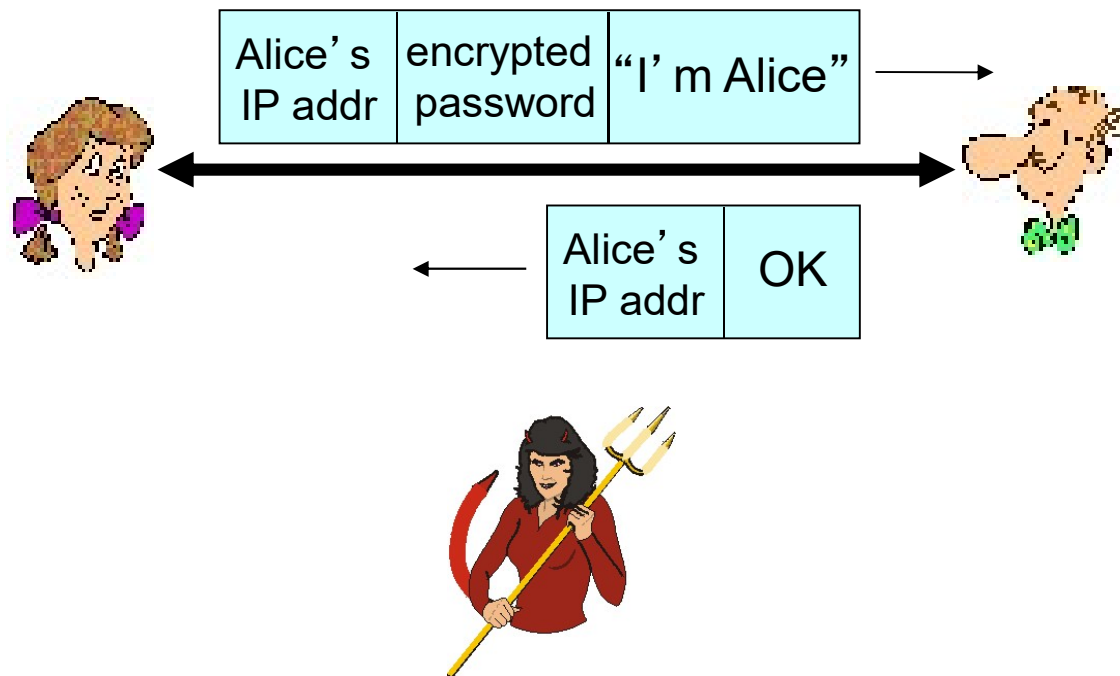 Alice’s
IP addr
encrypted
password
“I’m Alice”
Alice’s
IP addr
OK